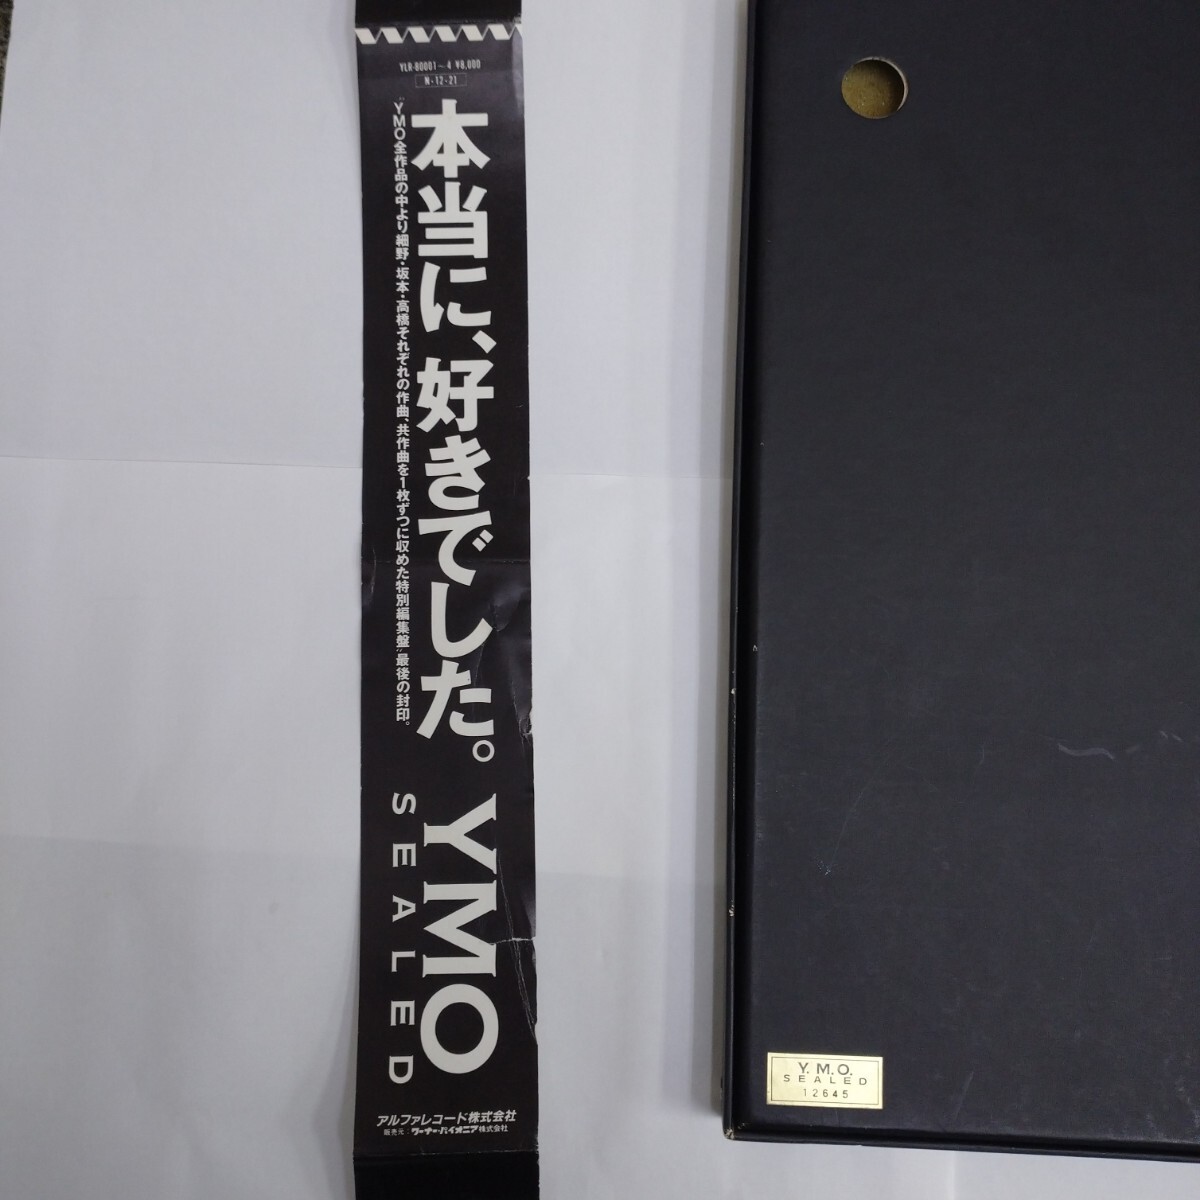 YLR-80001～4 ¥8,000
N・12・21
本当に、好きでした。YMO
SEALED
“YMO全作品の中より細野・坂本・高橋それぞれの作曲、共作曲を1枚ずつに収めた特別編集盤”最後の封印。
アルファレコード株式会社
販売元：ワーナー・パイオニア株式会社
Y.M.O.
SEALED
12645